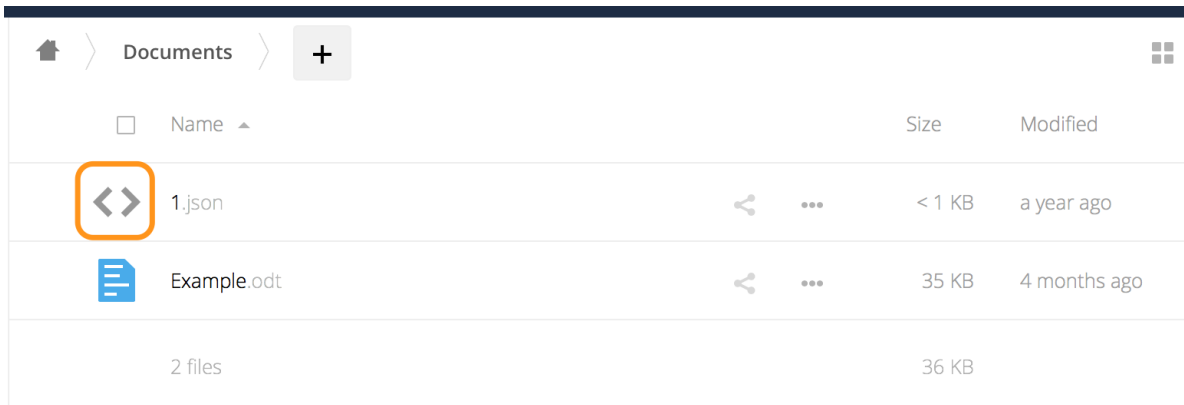 Documents +
Name Size Modified
1.json < 1 KB a year ago
Example.odt 35 KB 4 months ago
2 files 36 KB